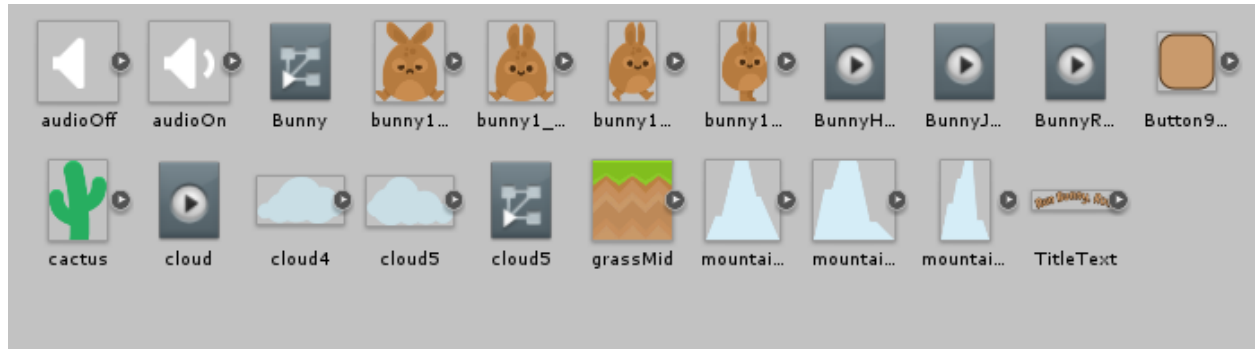 audioOff audioOn Bunny bunny1... bunny1_... bunny1... bunny1... BunnyH... BunnyJ... BunnyR... Button9...
cactus cloud cloud4 cloud5 cloud5 grassMid mountai... mountai... mountai... TitleText